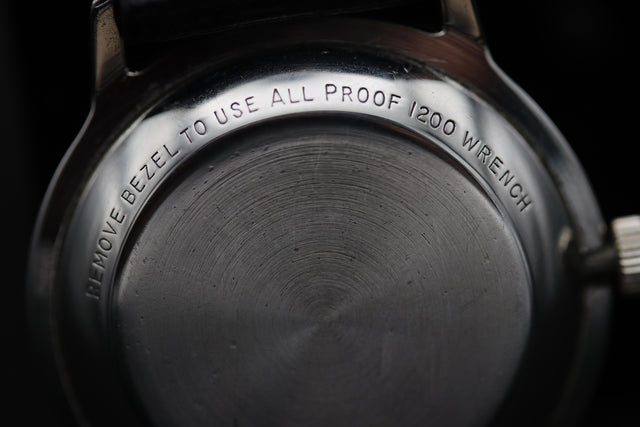 REMOVE BEZEL TO USE ALL PROOF 1200 WRENCH